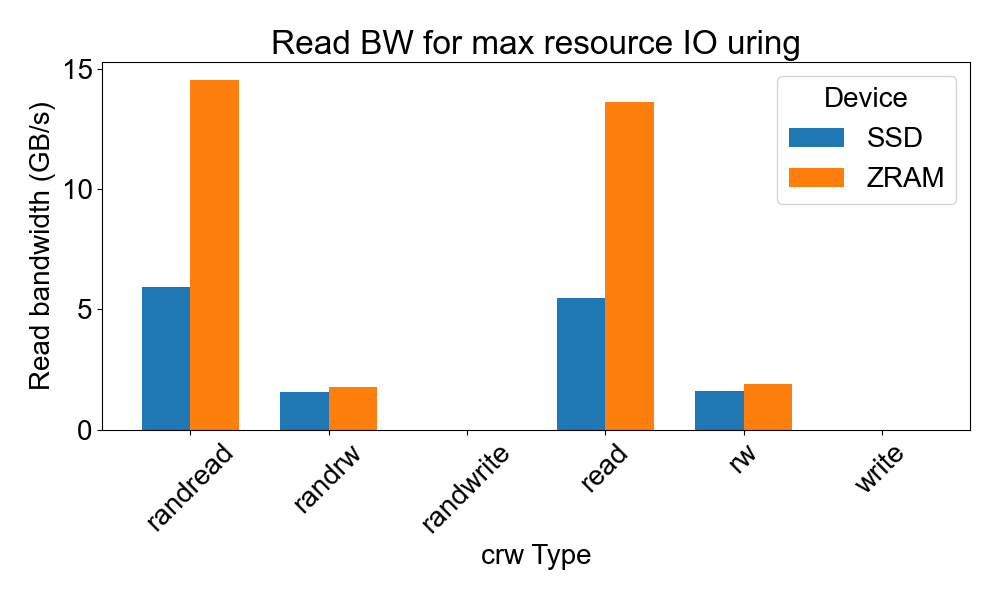 Read BW for max resource IO uring
Read bandwidth (GB/s)
15
10
5
0
Device
SSD
ZRAM
randread
randrw
randwrite
read
rw
write
crw Type